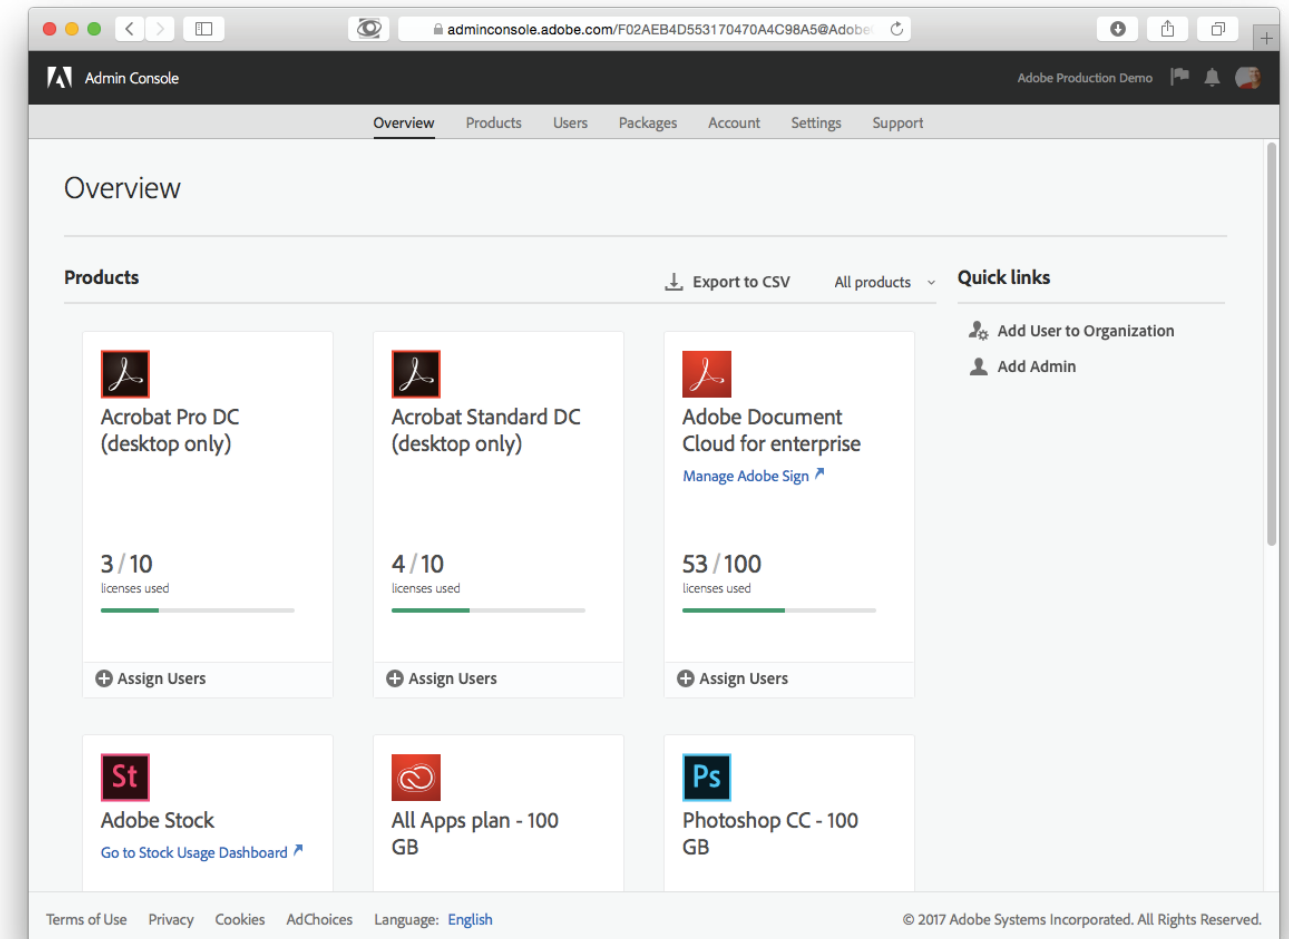 adminconsole.adobe.com/F02AEB4D553170470A4C98A5@Adobe
Admin Console
Adobe Production Demo
Overview Products Users Packages Account Settings Support
Overview
Products
Export to CSV
All products
Quick links
Add User to Organization
Add Admin
Acrobat Pro DC
(desktop only)
3 / 10
licenses used
Assign Users
Acrobat Standard DC
(desktop only)
4 / 10
licenses used
Assign Users
Adobe Document
Cloud for enterprise
Manage Adobe Sign
53 / 100
licenses used
Assign Users
St
Adobe Stock
Go to Stock Usage Dashboard
All Apps plan - 100
GB
Ps
Photoshop CC - 100
GB
Terms of Use Privacy Cookies AdChoices Language: English
© 2017 Adobe Systems Incorporated. All Rights Reserved.